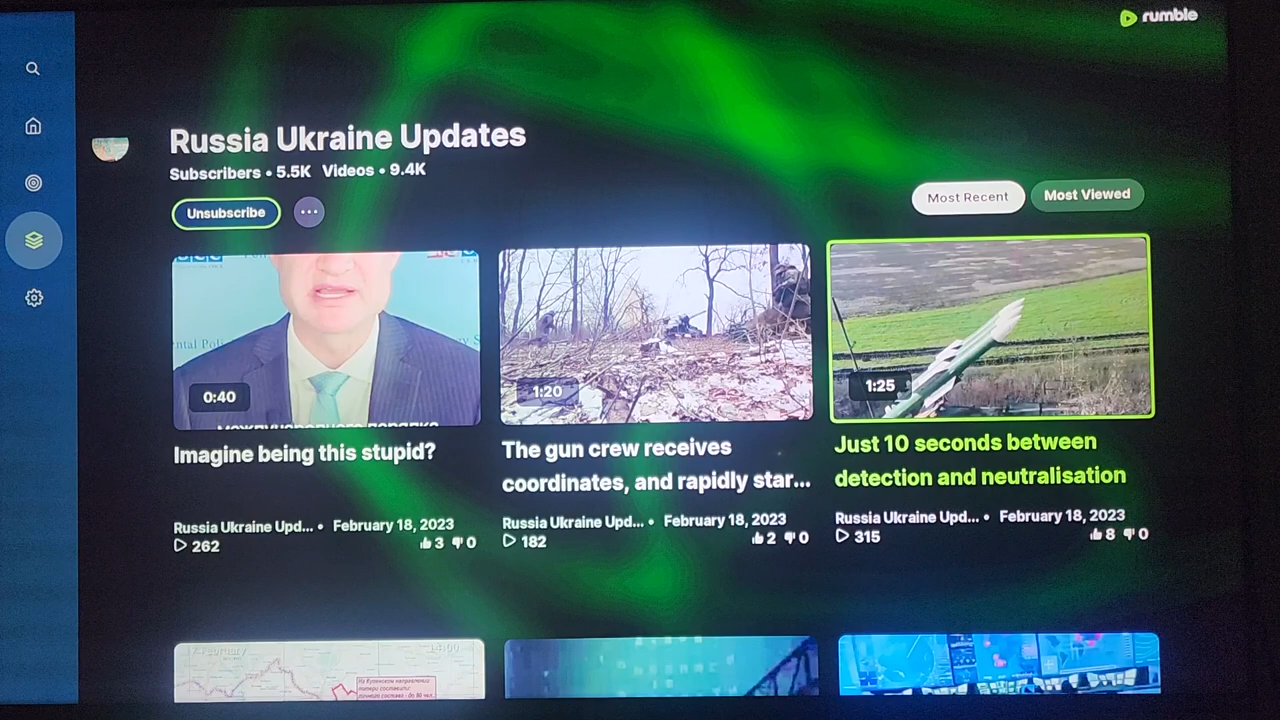 rumble
Russia Ukraine Updates
Subscribers • 5.5K Videos • 9.4K
Unsubscribe
Most Recent
Most Viewed
0:40
1:20
1:25
Imagine being this stupid?
The gun crew receives
coordinates, and rapidly star...
Just 10 seconds between
detection and neutralisation
Russia Ukraine Upd... • February 18, 2023
262
3
0
Russia Ukraine Upd... • February 18, 2023
182
2
0
Russia Ukraine Upd... • February 18, 2023
315
8
0